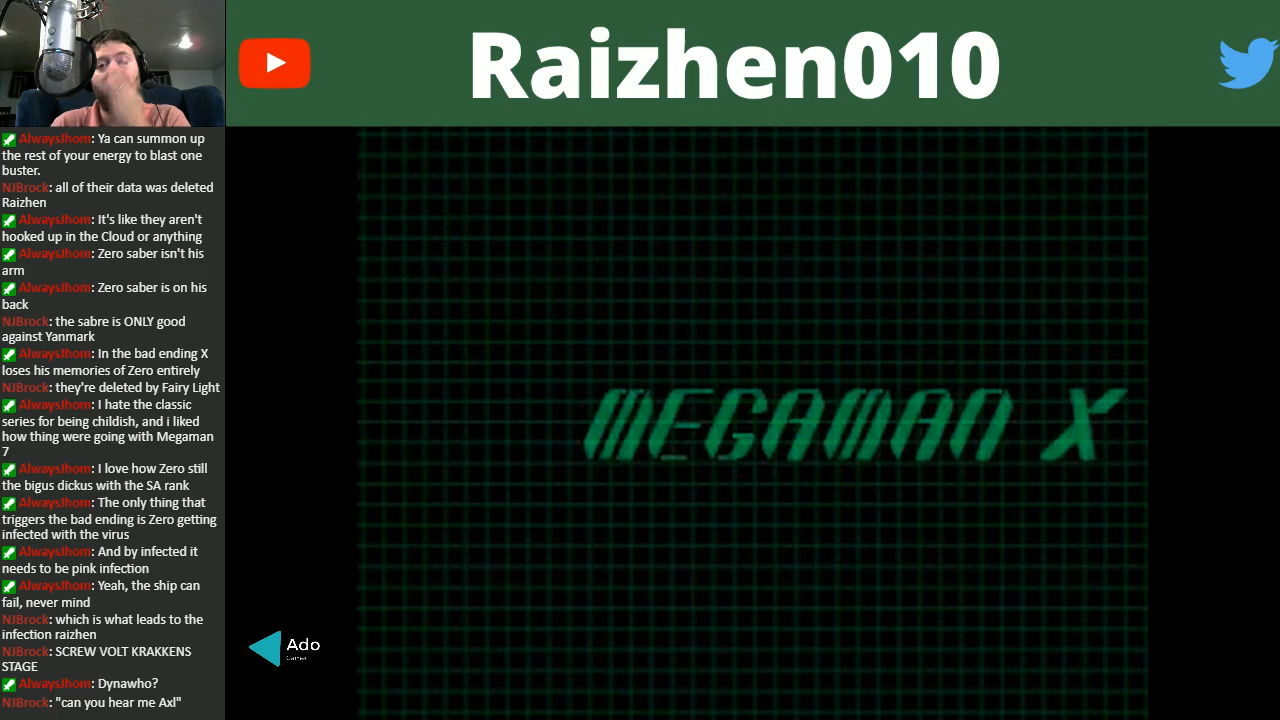 Raizhen010
AlwaysJhom: Ya can summon up
the rest of your energy to blast one
buster.
NJBrock: all of their data was deleted
Raizhen
AlwaysJhom: It's like they aren't
hooked up in the Cloud or anything
AlwaysJhom: Zero saber isn't his
arm
AlwaysJhom: Zero saber is on his
back
NJBrock: the sabre is ONLY good
against Yanmark
AlwaysJhom: In the bad ending X
loses his memories of Zero entirely
NJBrock: they're deleted by Fairy Light
AlwaysJhom: I hate the classic
series for being childish, and i liked
how thing were going with Megaman
7
AlwaysJhom: I love how Zero still
the bigus dickus with the SA rank
AlwaysJhom: The only thing that
triggers the bad ending is Zero getting
infected with the virus
AlwaysJhom: And by infected it
needs to be pink infection
AlwaysJhom: Yeah, the ship can
fail, never mind
NJBrock: which is what leads to the
infection raizhen
NJBrock: SCREW VOLT KRAKKENS
STAGE
AlwaysJhom: Dynawho?
NJBrock: "can you hear me Axl"
MEGAMAN X
Ado